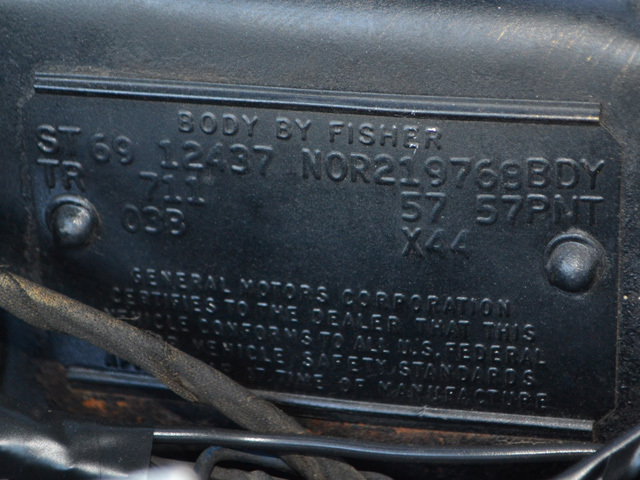 BODY BY FISHER
ST 69 12437 NOR219768BDY
TR 711 57 57PNT
03B X44
GENERAL MOTORS CORPORATION
CERTIFIES TO THE DEALER THAT THIS
VEHICLE CONFORMS TO ALL U.S. FEDERAL
VEHICLE SAFETY STANDARDS
AT TIME OF MANUFACTURE